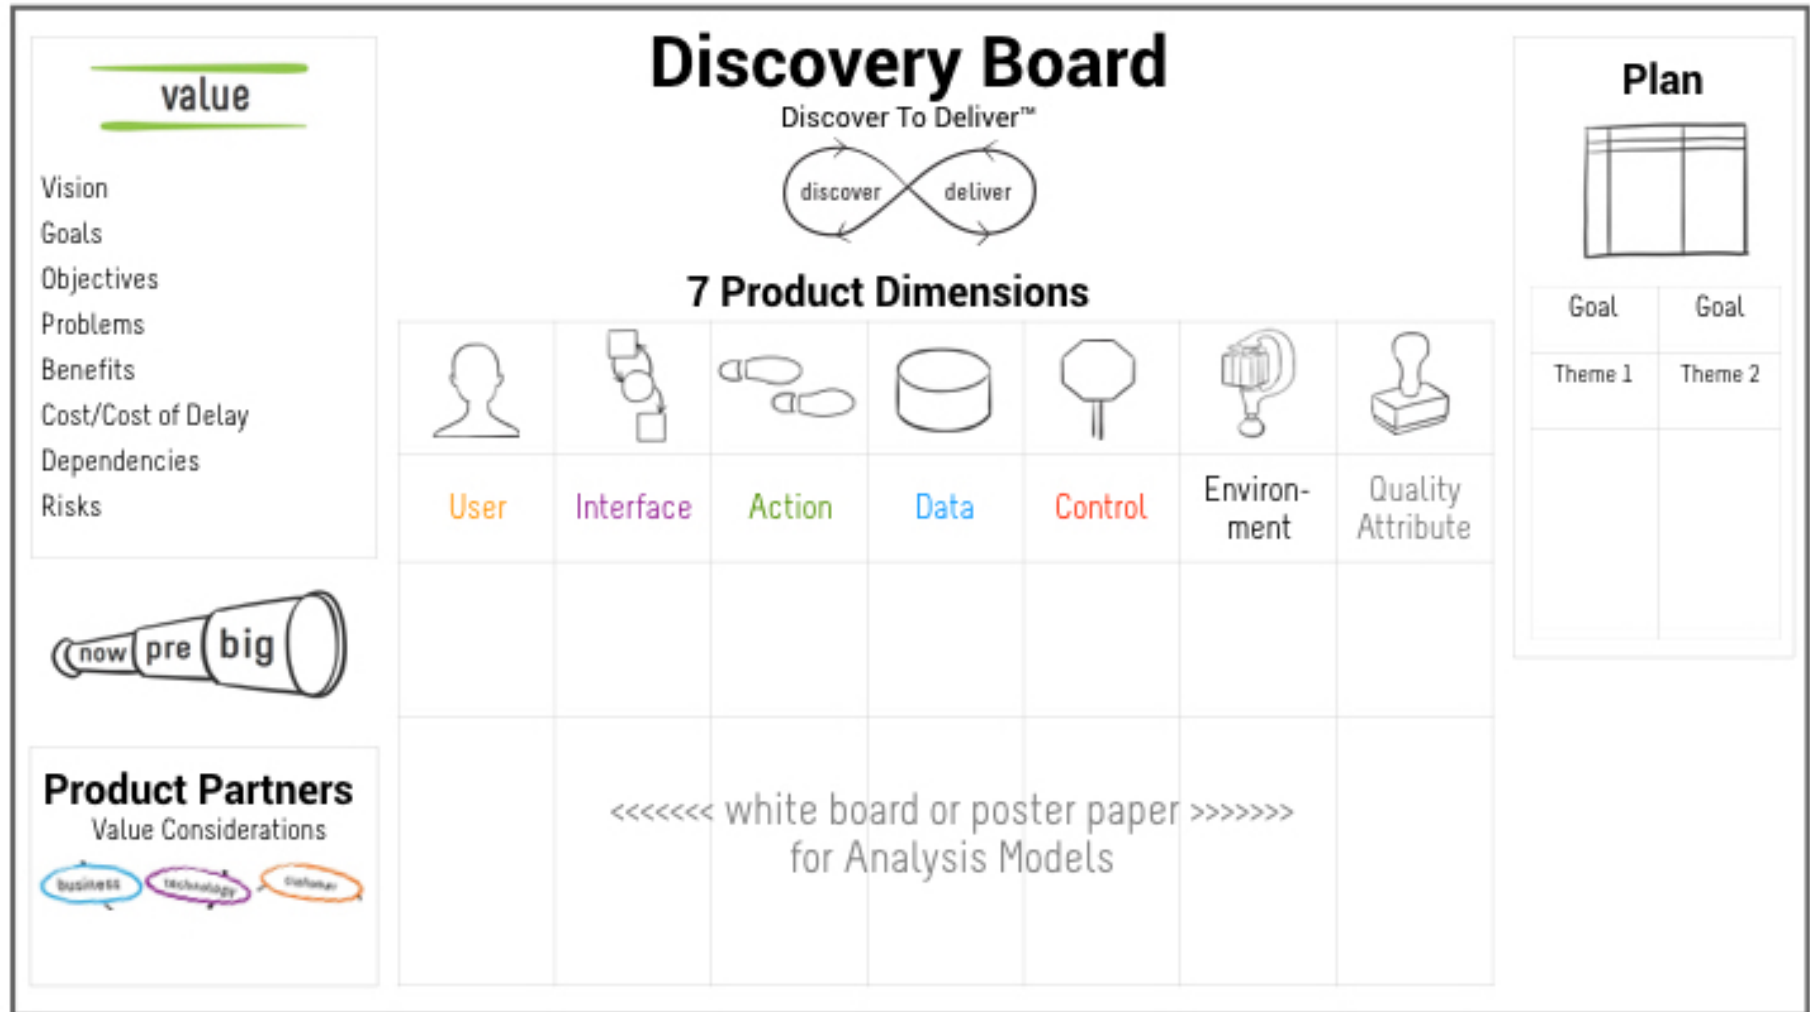 value
Vision
Goals
Objectives
Problems
Benefits
Cost/Cost of Delay
Dependencies
Risks
now pre big
Product Partners
Value Considerations
business technology customer
Discovery Board
Discover To Deliver™
discover deliver
7 Product Dimensions
User Interface Action Data Control Environ-
ment Quality
Attribute
<<<<<<< white board or poster paper >>>>>>>
for Analysis Models
Plan
Goal Goal
Theme 1 Theme 2